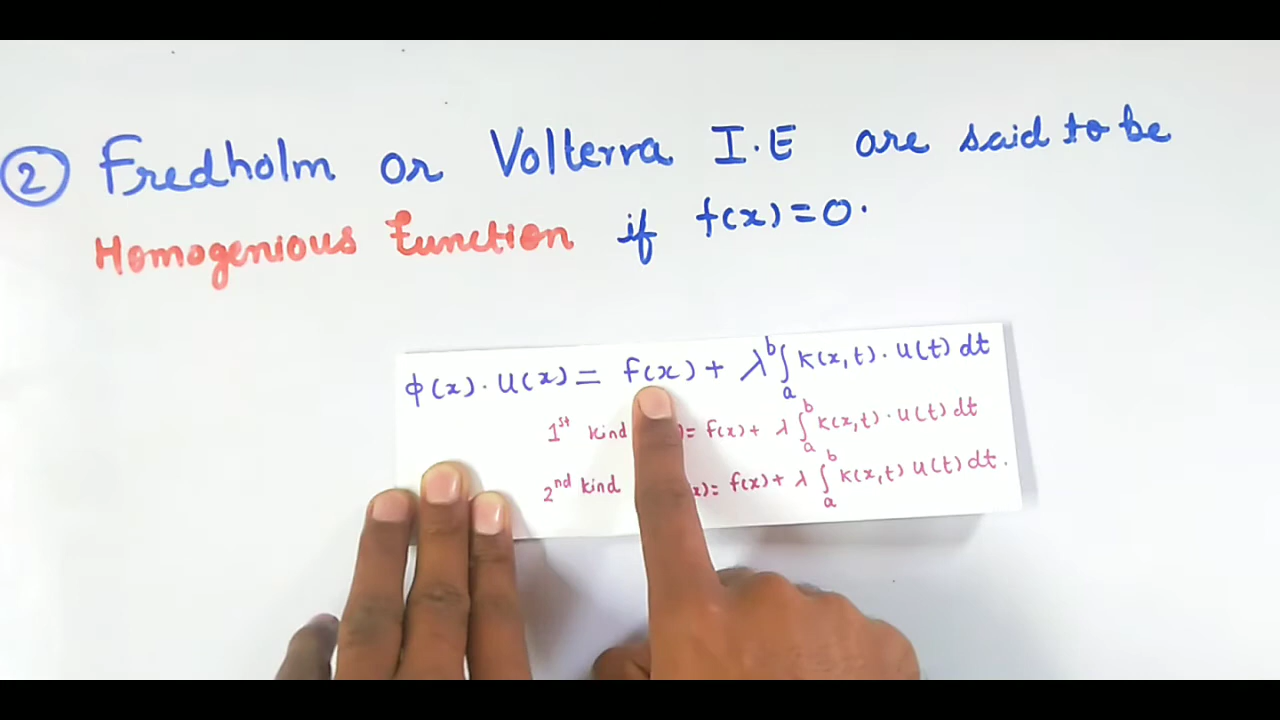 ② Fredholm or Volterra I.E are said to be
Homogenious Function if f(x)=0.
φ(x).u(x)= f(x)+ λ∫ₐᵇ K(x,t).u(t) dt
1st kind )= f(x)+ λ∫ₐᵇ K(x,t).u(t) dt
2nd kind x)= f(x)+ λ∫ₐᵇ K(x,t) u(t) dt.